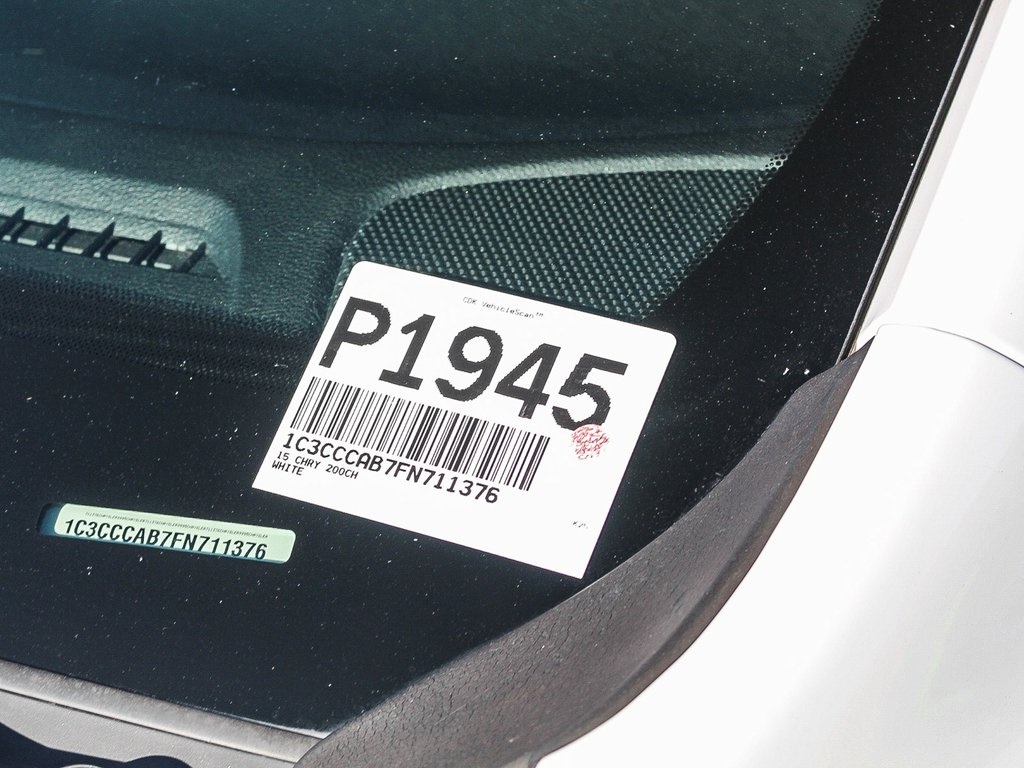 CDK VehicleScan™
P1945
1C3CCCAB7FN711376
15 CHRY 200CH
WHITE
1C3CCCAB7FN711376